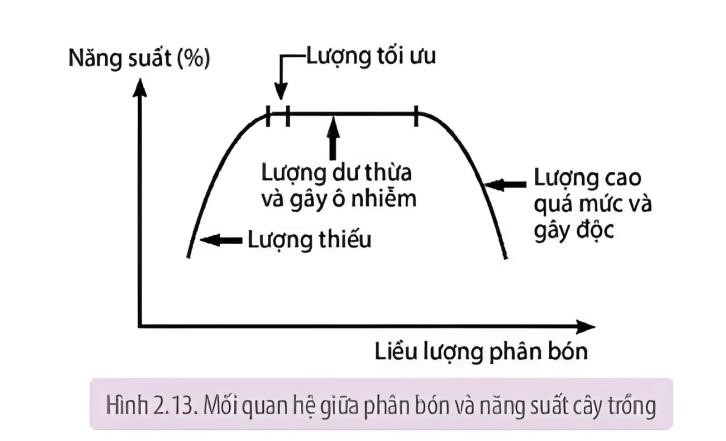 Năng suất (%)
Lượng tối ưu
Lượng dư thừa
và gây ô nhiễm
Lượng cao
quá mức và
gây độc
Lượng thiếu
Liều lượng phân bón
Hình 2.13. Mối quan hệ giữa phân bón và năng suất cây trồng